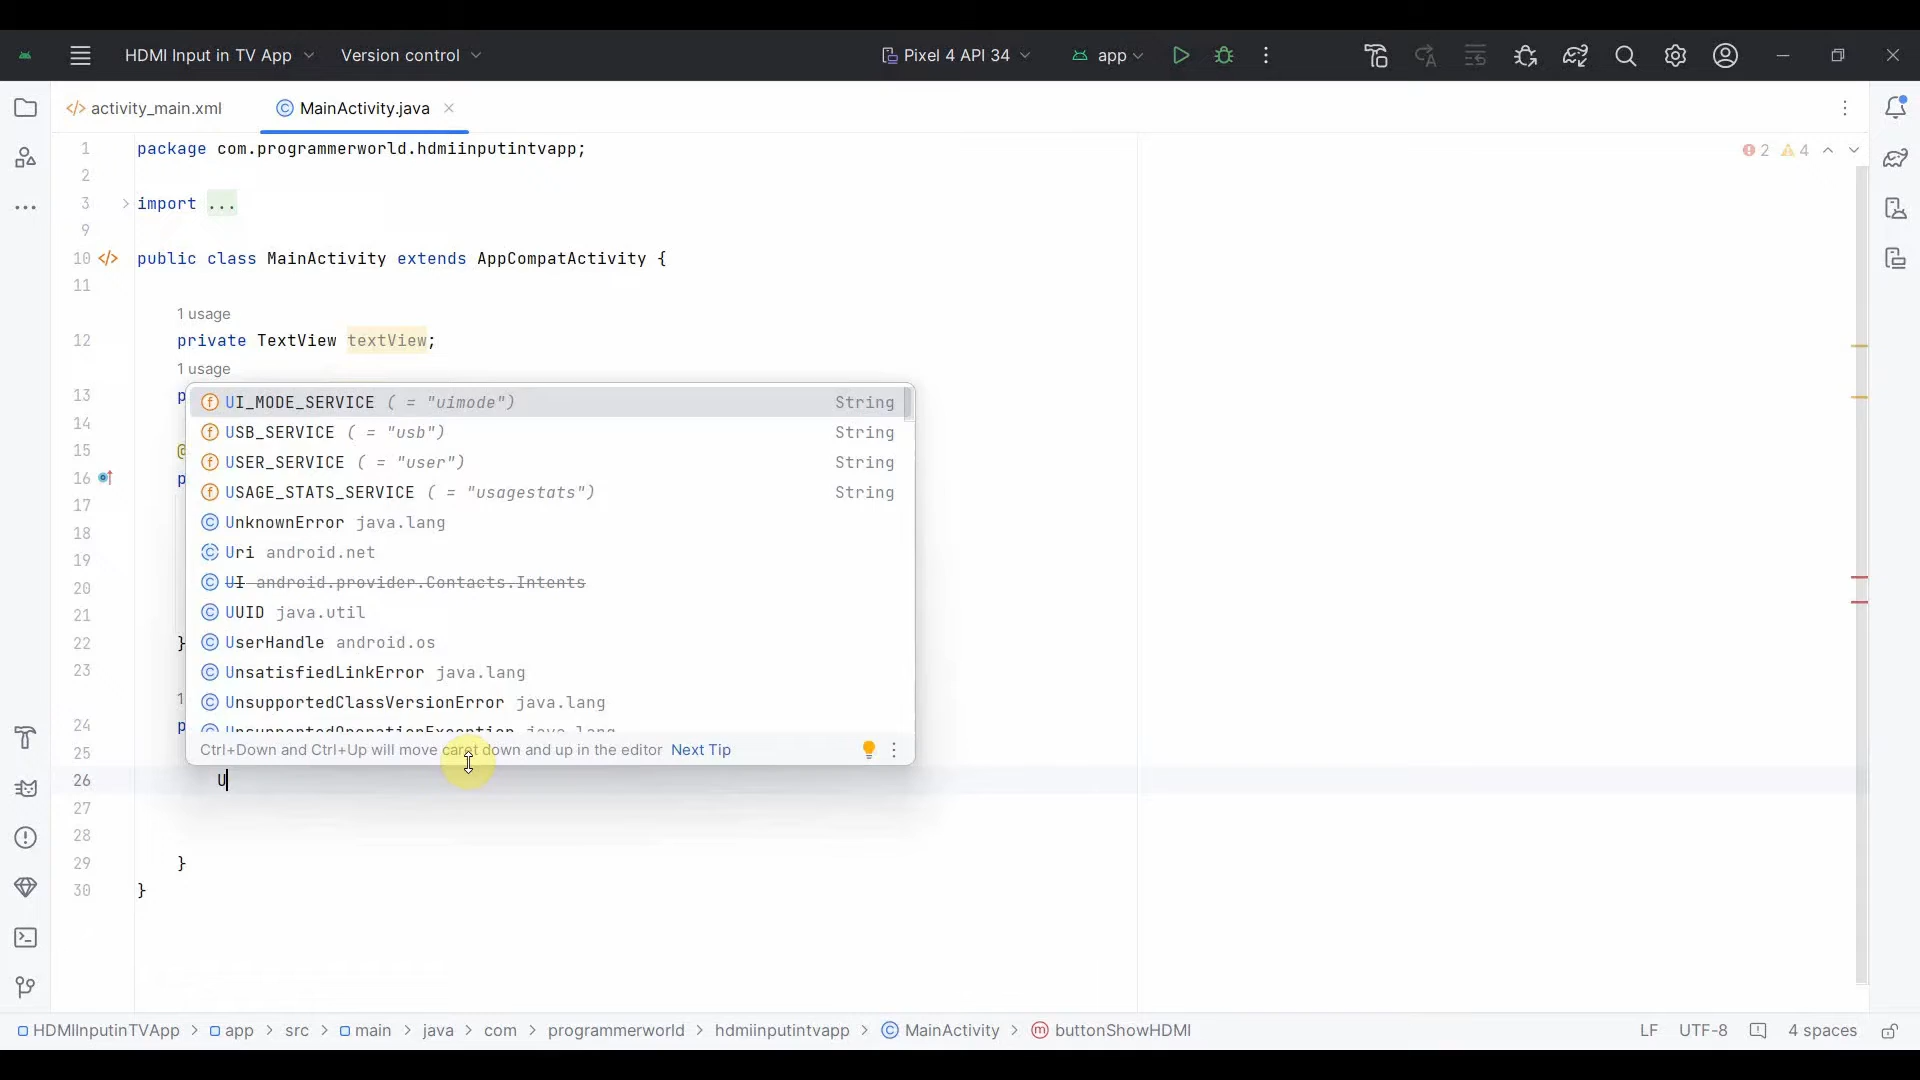 HDMI Input in TV App Version control Pixel 4 API 34 app
</> activity_main.xml MainActivity.java
2 4
1 package com.programmerworld.hdmiinputintvapp;
2
3 import ...
9
10 public class MainActivity extends AppCompatActivity {
11
1 usage
12 private TextView textView;
1 usage
13 p
14
15 @
16 p
17
18
19
20
21
22 }
23
1
24 p
25
26 U
27
28
29 }
30 }
UI_MODE_SERVICE ( = "uimode") String
USB_SERVICE ( = "usb") String
USER_SERVICE ( = "user") String
USAGE_STATS_SERVICE ( = "usagestats") String
UnknownError java.lang
Uri android.net
UI android.provider.Contacts.Intents
UUID java.util
UserHandle android.os
UnsatisfiedLinkError java.lang
UnsupportedClassVersionError java.lang
UnsupportedOperationException java.lang
Ctrl+Down and Ctrl+Up will move caret down and up in the editor Next Tip
HDMIInputinTVApp > app > src > main > java > com > programmerworld > hdmiinputintvapp > MainActivity > buttonShowHDMI LF UTF-8 4 spaces